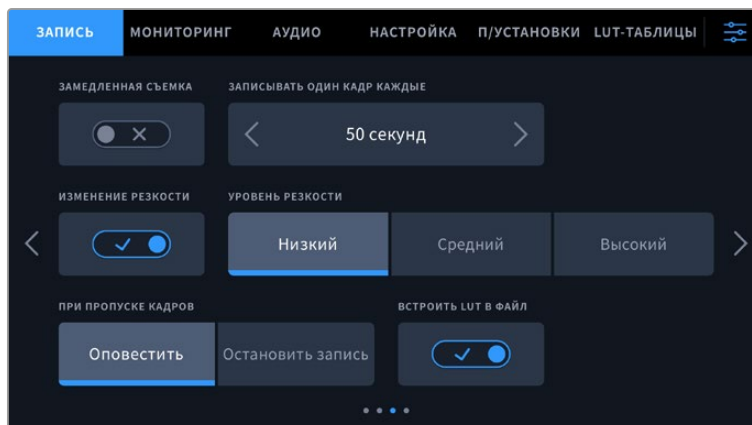 ЗАПИСЬ МОНИТОРИНГ АУДИО НАСТРОЙКА П/УСТАНОВКИ LUT-ТАБЛИЦЫ
ЗАМЕДЛЕННАЯ СЪЕМКА ЗАПИСЫВАТЬ ОДИН КАДР КАЖДЫЕ
50 секунд
ИЗМЕНЕНИЕ РЕЗКОСТИ УРОВЕНЬ РЕЗКОСТИ
Низкий Средний Высокий
ПРИ ПРОПУСКЕ КАДРОВ ВСТРОИТЬ LUT В ФАЙЛ
Оповестить Остановить запись